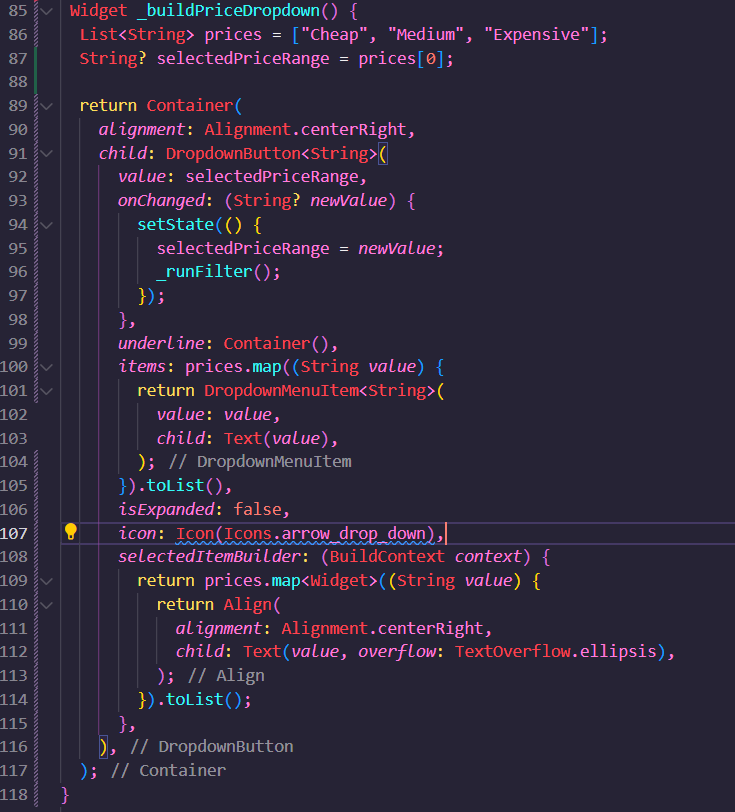 85 Widget _buildPriceDropdown() {
86 List<String> prices = ["Cheap", "Medium", "Expensive"];
87 String? selectedPriceRange = prices[0];
88
89 return Container(
90 alignment: Alignment.centerRight,
91 child: DropdownButton<String>(
92 value: selectedPriceRange,
93 onChanged: (String? newValue) {
94 setState(() {
95 selectedPriceRange = newValue;
96 _runFilter();
97 });
98 },
99 underline: Container(),
100 items: prices.map((String value) {
101 return DropdownMenuItem<String>(
102 value: value,
103 child: Text(value),
104 ); // DropdownMenuItem
105 }).toList(),
106 isExpanded: false,
107 icon: Icon(Icons.arrow_drop_down),
108 selectedItemBuilder: (BuildContext context) {
109 return prices.map<Widget>((String value) {
110 return Align(
111 alignment: Alignment.centerRight,
112 child: Text(value, overflow: TextOverflow.ellipsis),
113 ); // Align
114 }).toList();
115 },
116 ), // DropdownButton
117 ); // Container
118 }